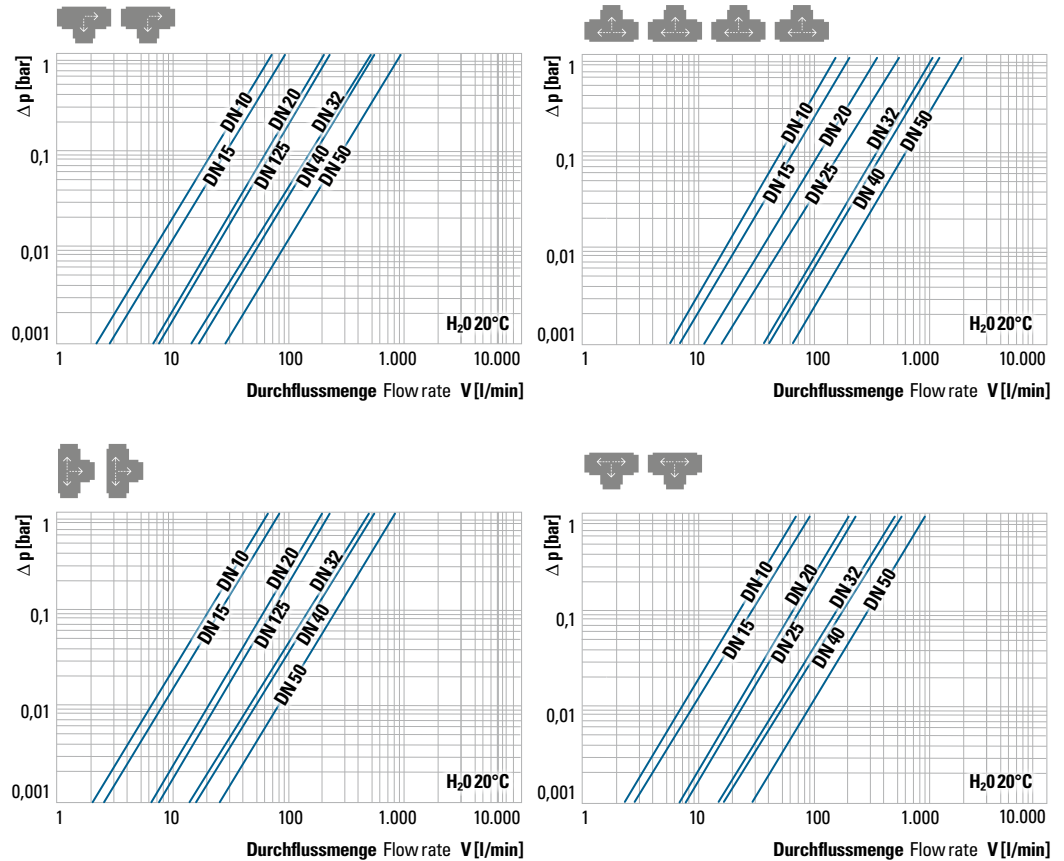 Δ p [bar]
1
0,1
0,01
0,001
DN 10
DN 15
DN 20
DN 125
DN 32
DN 40
DN 50
H₂0 20°C
1 10 100 1.000 10.000
Durchflussmenge Flow rate V [l/min]
Δ p [bar]
1
0,1
0,01
0,001
DN 10
DN 15
DN 20
DN 25
DN 32
DN 40
DN 50
H₂0 20°C
1 10 100 1.000 10.000
Durchflussmenge Flow rate V [l/min]
Δ p [bar]
1
0,1
0,01
0,001
DN 10
DN 15
DN 20
DN 125
DN 32
DN 40
DN 50
H₂0 20°C
1 10 100 1.000 10.000
Durchflussmenge Flow rate V [l/min]
Δ p [bar]
1
0,1
0,01
0,001
DN 10
DN 15
DN 20
DN 25
DN 32
DN 40
DN 50
H₂0 20°C
1 10 100 1.000 10.000
Durchflussmenge Flow rate V [l/min]